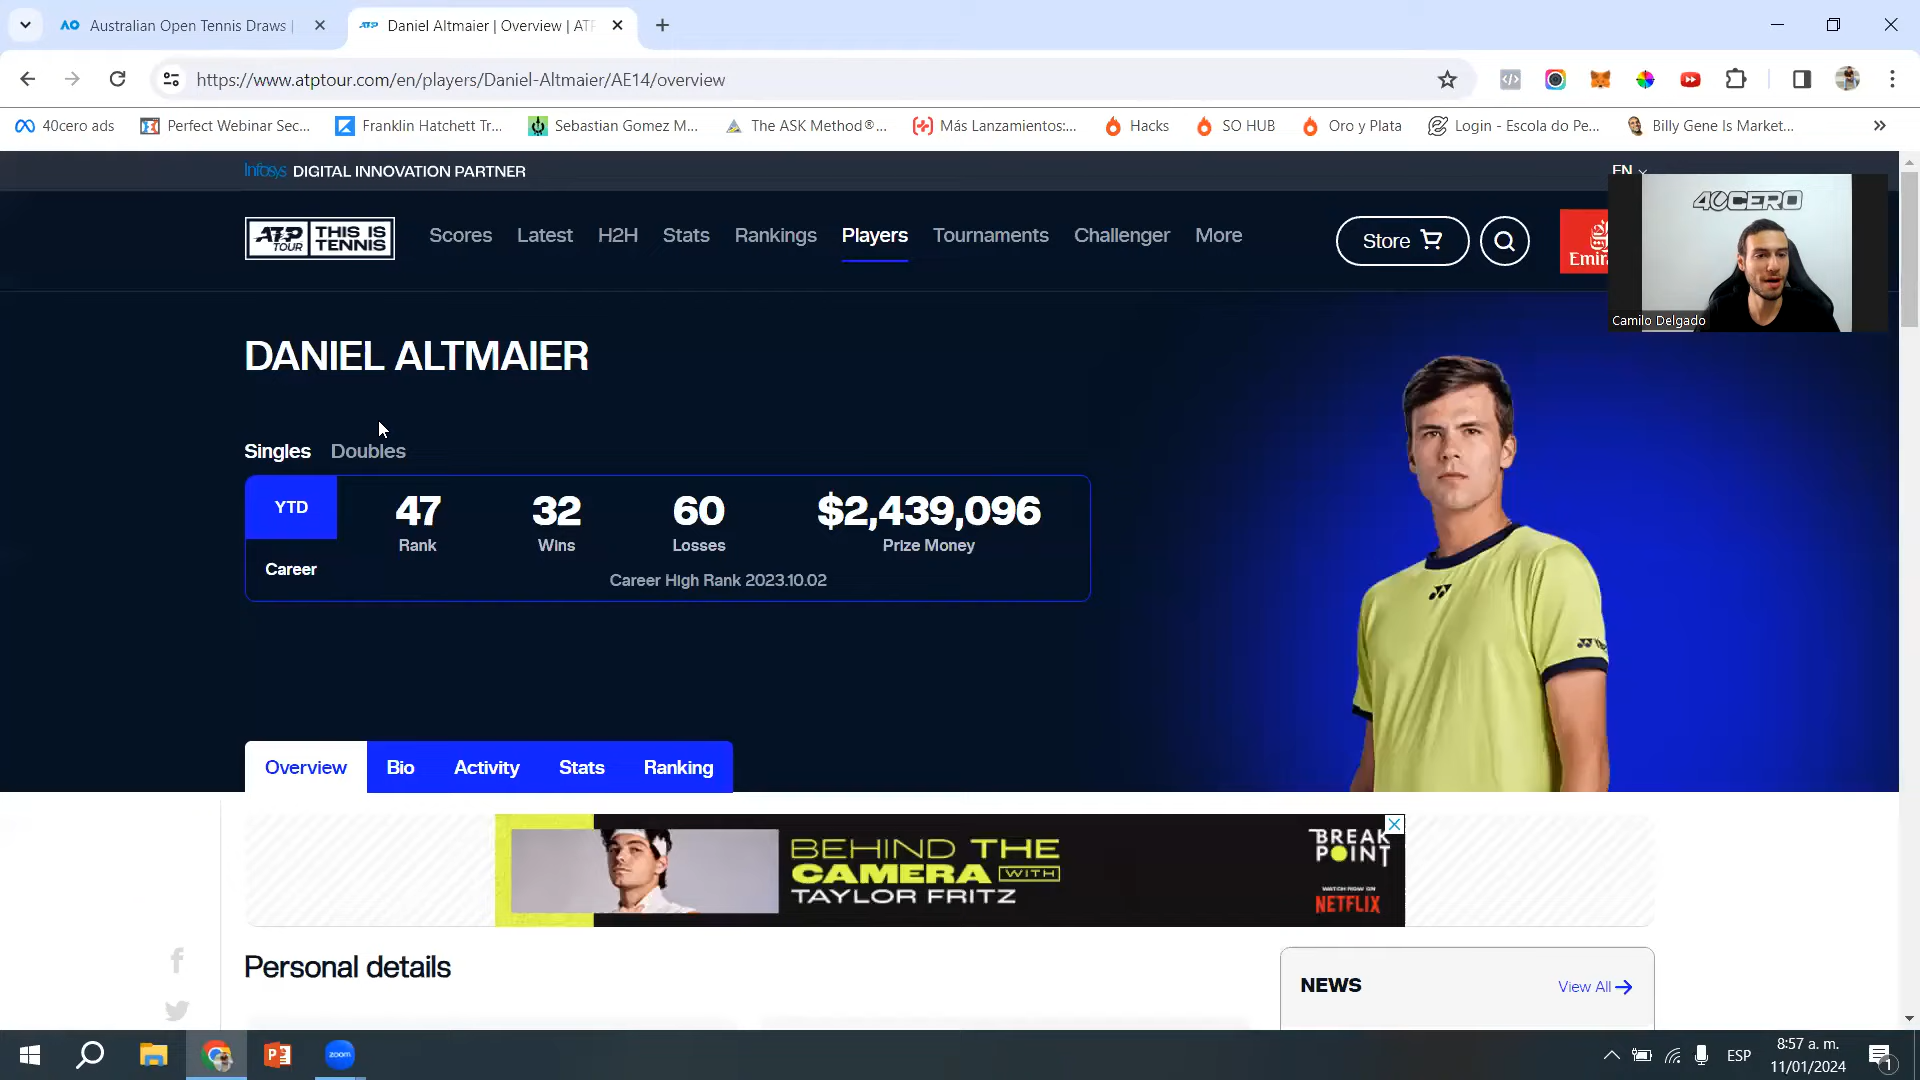 Australian Open Tennis Draws |
Daniel Altmaier | Overview | AT
https://www.atptour.com/en/players/Daniel-Altmaier/AE14/overview
40cero ads
Perfect Webinar Sec...
Franklin Hatchett Tr...
Sebastian Gomez M...
The ASK Method®...
Más Lanzamientos:...
Hacks
SO HUB
Oro y Plata
Login - Escola do Pe...
Billy Gene Is Market...
Infosys DIGITAL INNOVATION PARTNER
EN
ATP TOUR THIS IS TENNIS
Scores
Latest
H2H
Stats
Rankings
Players
Tournaments
Challenger
More
Store
40CERO
Camilo Delgado
DANIEL ALTMAIER
Singles
Doubles
YTD
47
32
60
$2,439,096
Rank
Wins
Losses
Prize Money
Career
Career High Rank 2023.10.02
Overview
Bio
Activity
Stats
Ranking
BEHIND THE
CAMERA WITH
TAYLOR FRITZ
BREAK
POINT
WATCH NOW ON
NETFLIX
Personal details
NEWS
View All
zoom
ESP
8:57 a. m.
11/01/2024
1